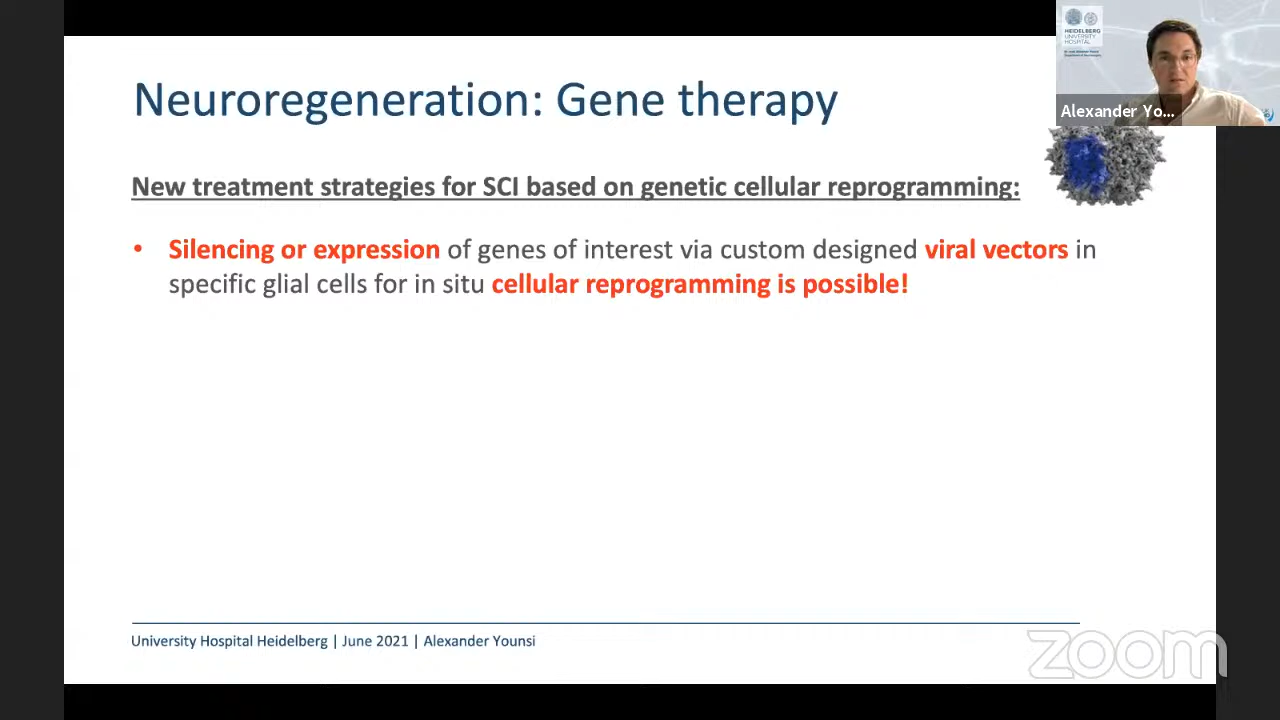 HEIDELBERG
UNIVERSITY
HOSPITAL
Alexander Yo...
Neuroregeneration: Gene therapy
New treatment strategies for SCI based on genetic cellular reprogramming:
• Silencing or expression of genes of interest via custom designed viral vectors in
specific glial cells for in situ cellular reprogramming is possible!
University Hospital Heidelberg | June 2021 | Alexander Younsi
zoom